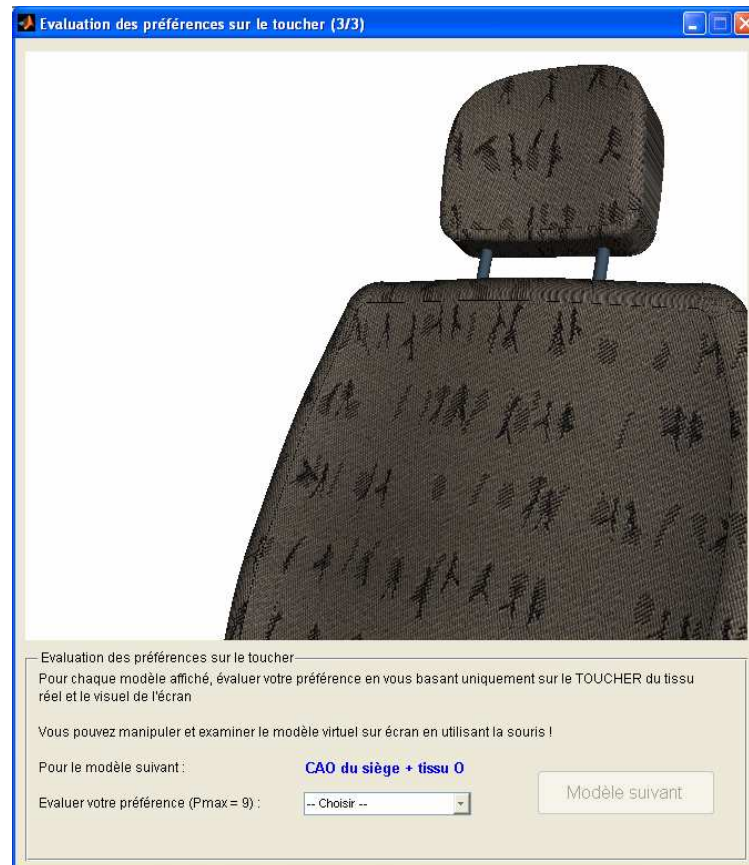 Evaluation des préférences sur le toucher (3/3)
Evaluation des préférences sur le toucher
Pour chaque modèle affiché, évaluer votre préférence en vous basant uniquement sur le TOUCHER du tissu
réel et le visuel de l'écran
Vous pouvez manipuler et examiner le modèle virtuel sur écran en utilisant la souris !
Pour le modèle suivant :
CAO du siège + tissu O
Evaluer votre préférence (Pmax = 9) :
-- Choisir --
Modèle suivant